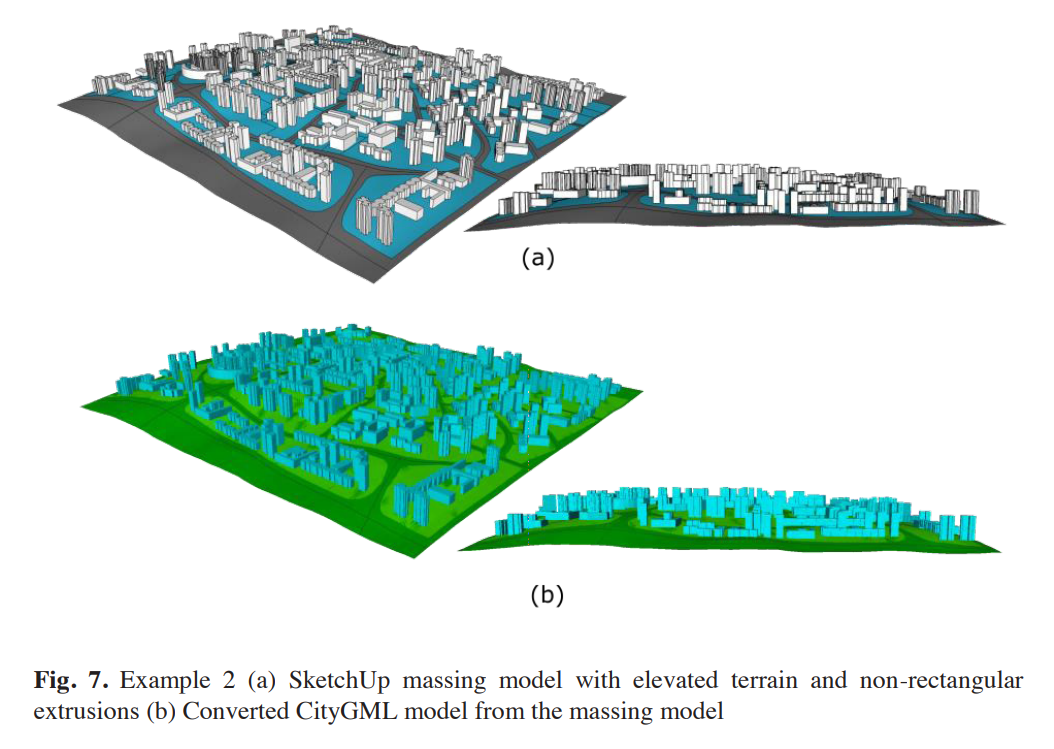 (a)
(b)
Fig. 7. Example 2 (a) SketchUp massing model with elevated terrain and non-rectangular
extrusions (b) Converted CityGML model from the massing model